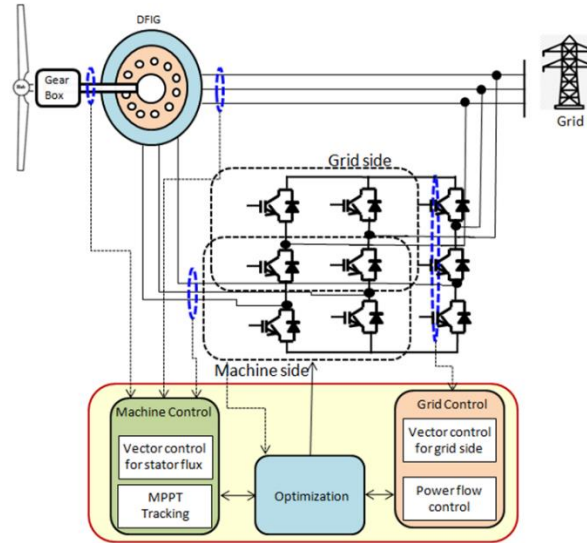 DFIG
Gear
Box
Grid
Grid side
Machine side
Machine Control
Vector control
for stator flux
MPPT
Tracking
Optimization
Grid Control
Vector control
for grid side
Power flow
control